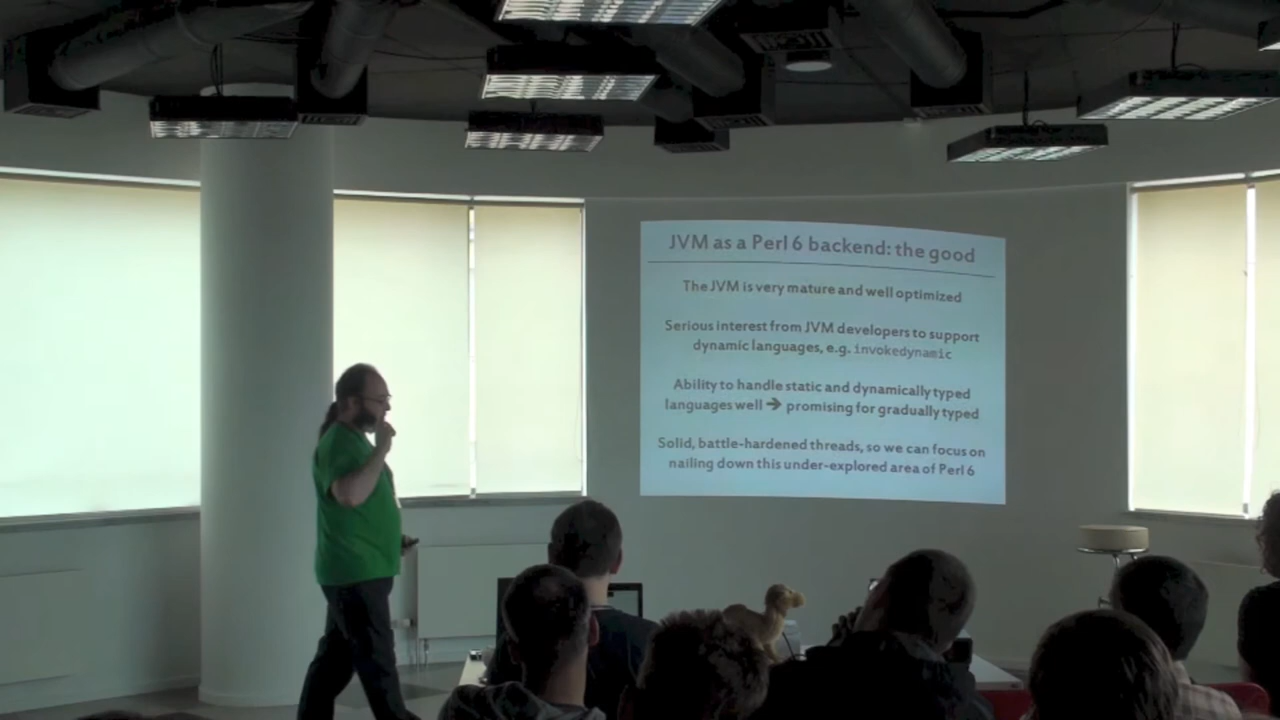 JVM as a Perl 6 backend: the good
The JVM is very mature and well optimized
Serious interest from JVM developers to support
dynamic languages, e.g. invokedynamic
Ability to handle static and dynamically typed
languages well ➔ promising for gradually typed
Solid, battle-hardened threads, so we can focus on
nailing down this under-explored area of Perl 6